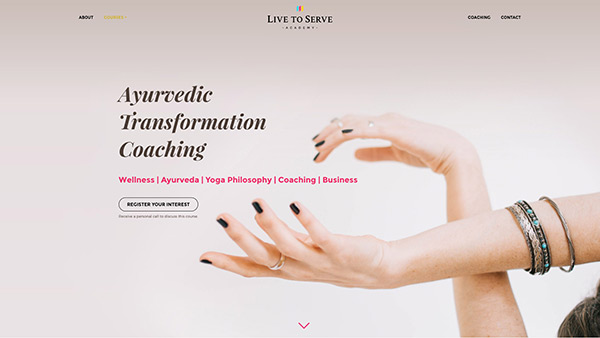 ABOUT
COURSES
LIVE TO SERVE
ACADEMY
COACHING
CONTACT
Ayurvedic
Transformation
Coaching
Wellness | Ayurveda | Yoga Philosophy | Coaching | Business
REGISTER YOUR INTEREST
Receive a personal call to discuss this course.